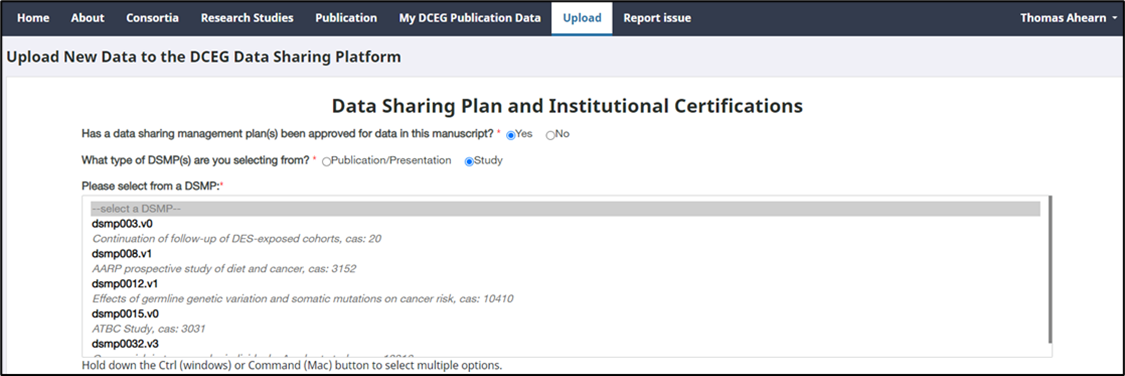 Home About Consortia Research Studies Publication My DCEG Publication Data Upload Report issue Thomas Ahearn
Upload New Data to the DCEG Data Sharing Platform
Data Sharing Plan and Institutional Certifications
Has a data sharing management plan(s) been approved for data in this manuscript? * Yes No
What type of DSMP(s) are you selecting from? * Publication/Presentation Study
Please select from a DSMP:*
--select a DSMP--
dsmp003.v0
Continuation of follow-up of DES-exposed cohorts, cas: 20
dsmp008.v1
AARP prospective study of diet and cancer, cas: 3152
dsmp0012.v1
Effects of germline genetic variation and somatic mutations on cancer risk, cas: 10410
dsmp0015.v0
ATBC Study, cas: 3031
dsmp0032.v3
Hold down the Ctrl (windows) or Command (Mac) button to select multiple options.